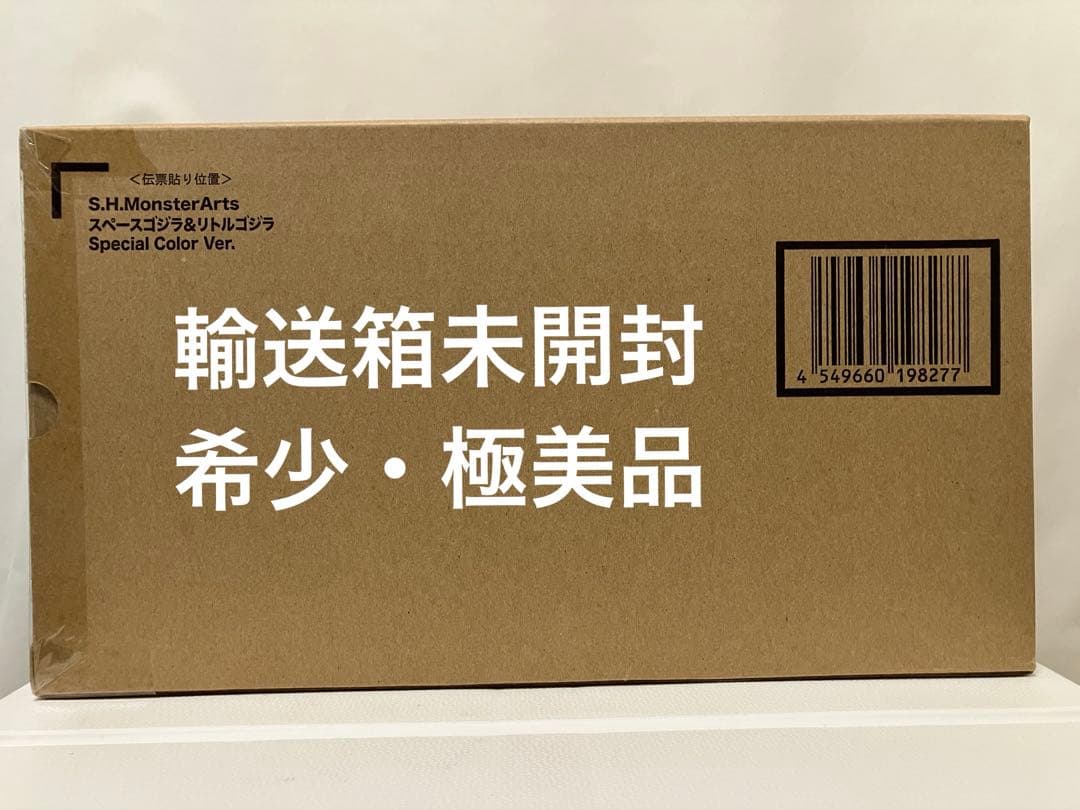 ＜伝票貼り位置＞
S.H.MonsterArts
スペースゴジラ&リトルゴジラ
Special Color Ver.
輸送箱未開封
希少・極美品
4 549660 198277